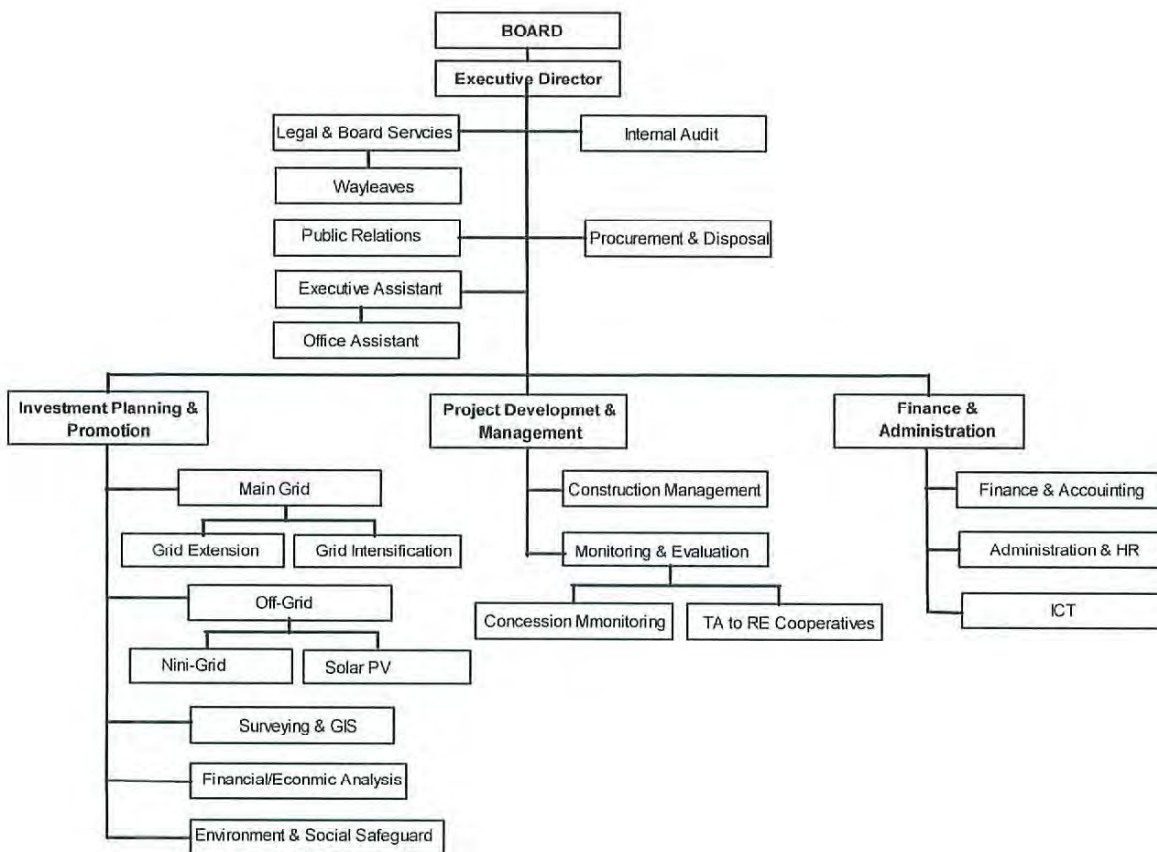 BOARD
Executive Director
Legal & Board Servcies
Internal Audit
Wayleaves
Public Relations
Procurement & Disposal
Executive Assistant
Office Assistant
Investment Planning &
Promotion
Project Developmet &
Management
Finance &
Administration
Main Grid
Construction Management
Finance & Accounting
Grid Extension
Grid Intensification
Monitoring & Evaluation
Administration & HR
Off-Grid
Concession Mmonitoring
TA to RE Cooperatives
ICT
Nini-Grid
Solar PV
Surveying & GIS
Financial/Econmic Analysis
Environment & Social Safeguard